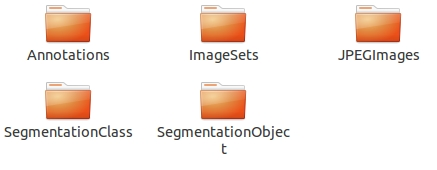 Annotations
ImageSets
JPEGImages
SegmentationClass
SegmentationObjec
t